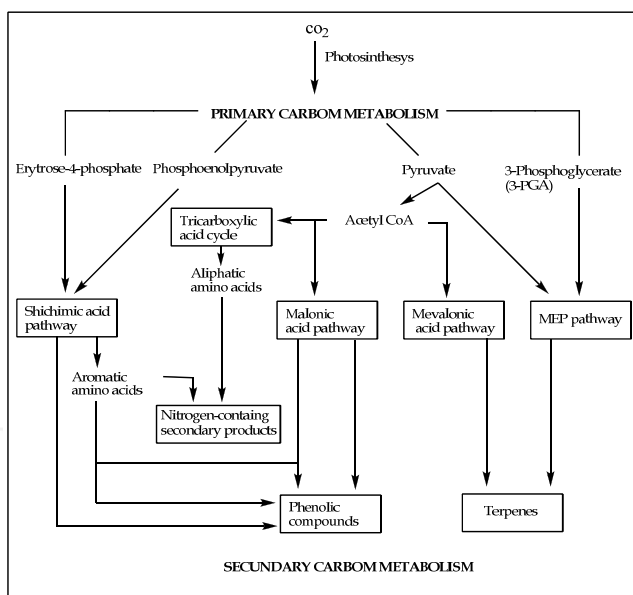 co₂
Photosinthesys
PRIMARY CARBOM METABOLISM
Erytrose-4-phosphate
Phosphoenolpyruvate
Pyruvate
3-Phosphoglycerate
(3-PGA)
Tricarboxylic
acid cycle
Acetyl CoA
Aliphatic
amino acids
Shichimic acid
pathway
Malonic
acid pathway
Mevalonic
acid pathway
MEP pathway
Aromatic
amino acids
Nitrogen-containg
secondary products
Phenolic
compounds
Terpenes
SECUNDARY CARBOM METABOLISM